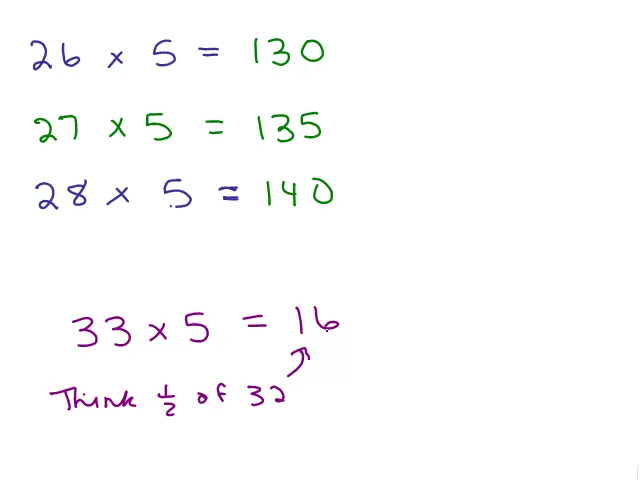 26 × 5 = 130
27 × 5 = 135
28 × 5 = 140
33 × 5 = 16
Think 1/2 of 32